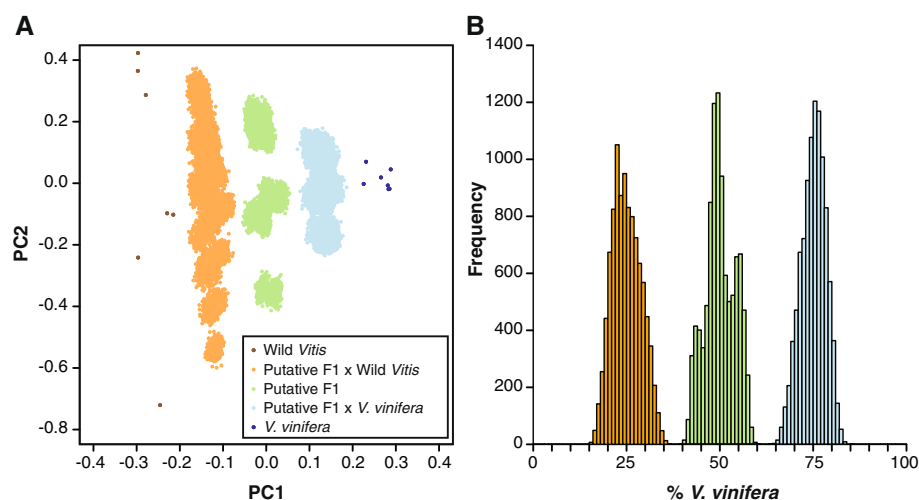 A
0.4
0.2
0.0
-0.2
-0.4
-0.6
-0.8
PC2
-0.4 -0.3 -0.2 -0.1 0.0 0.1 0.2 0.3 0.4
PC1
Wild Vitis
Putative F1 x Wild Vitis
Putative F1
Putative F1 x V. vinifera
V. vinifera
B
1400
1200
1000
800
600
400
200
0
Frequency
0 25 50 75 100
% V. vinifera